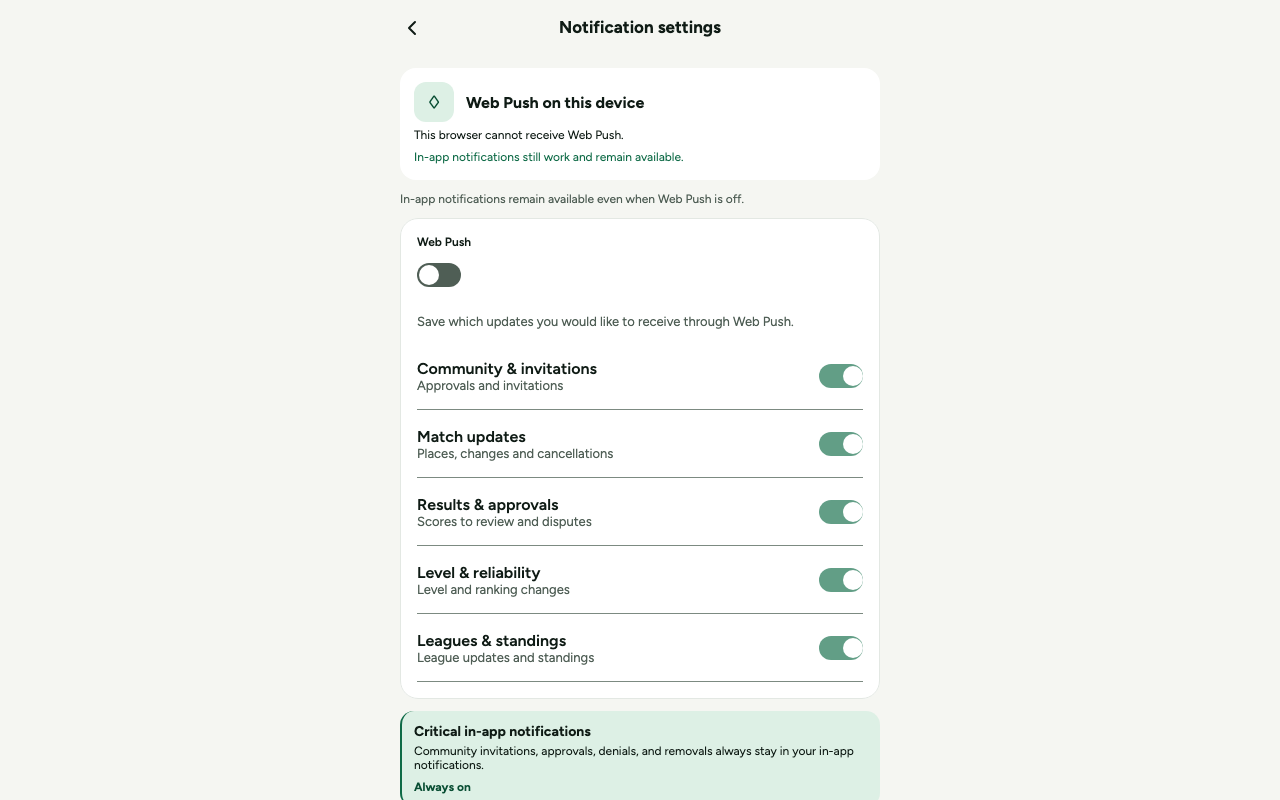 Notification settings
Web Push on this device
This browser cannot receive Web Push.
In-app notifications still work and remain available.
In-app notifications remain available even when Web Push is off.
Web Push
Save which updates you would like to receive through Web Push.
Community & invitations
Approvals and invitations
Match updates
Places, changes and cancellations
Results & approvals
Scores to review and disputes
Level & reliability
Level and ranking changes
Leagues & standings
League updates and standings
Critical in-app notifications
Community invitations, approvals, denials, and removals always stay in your in-app
notifications.
Always on